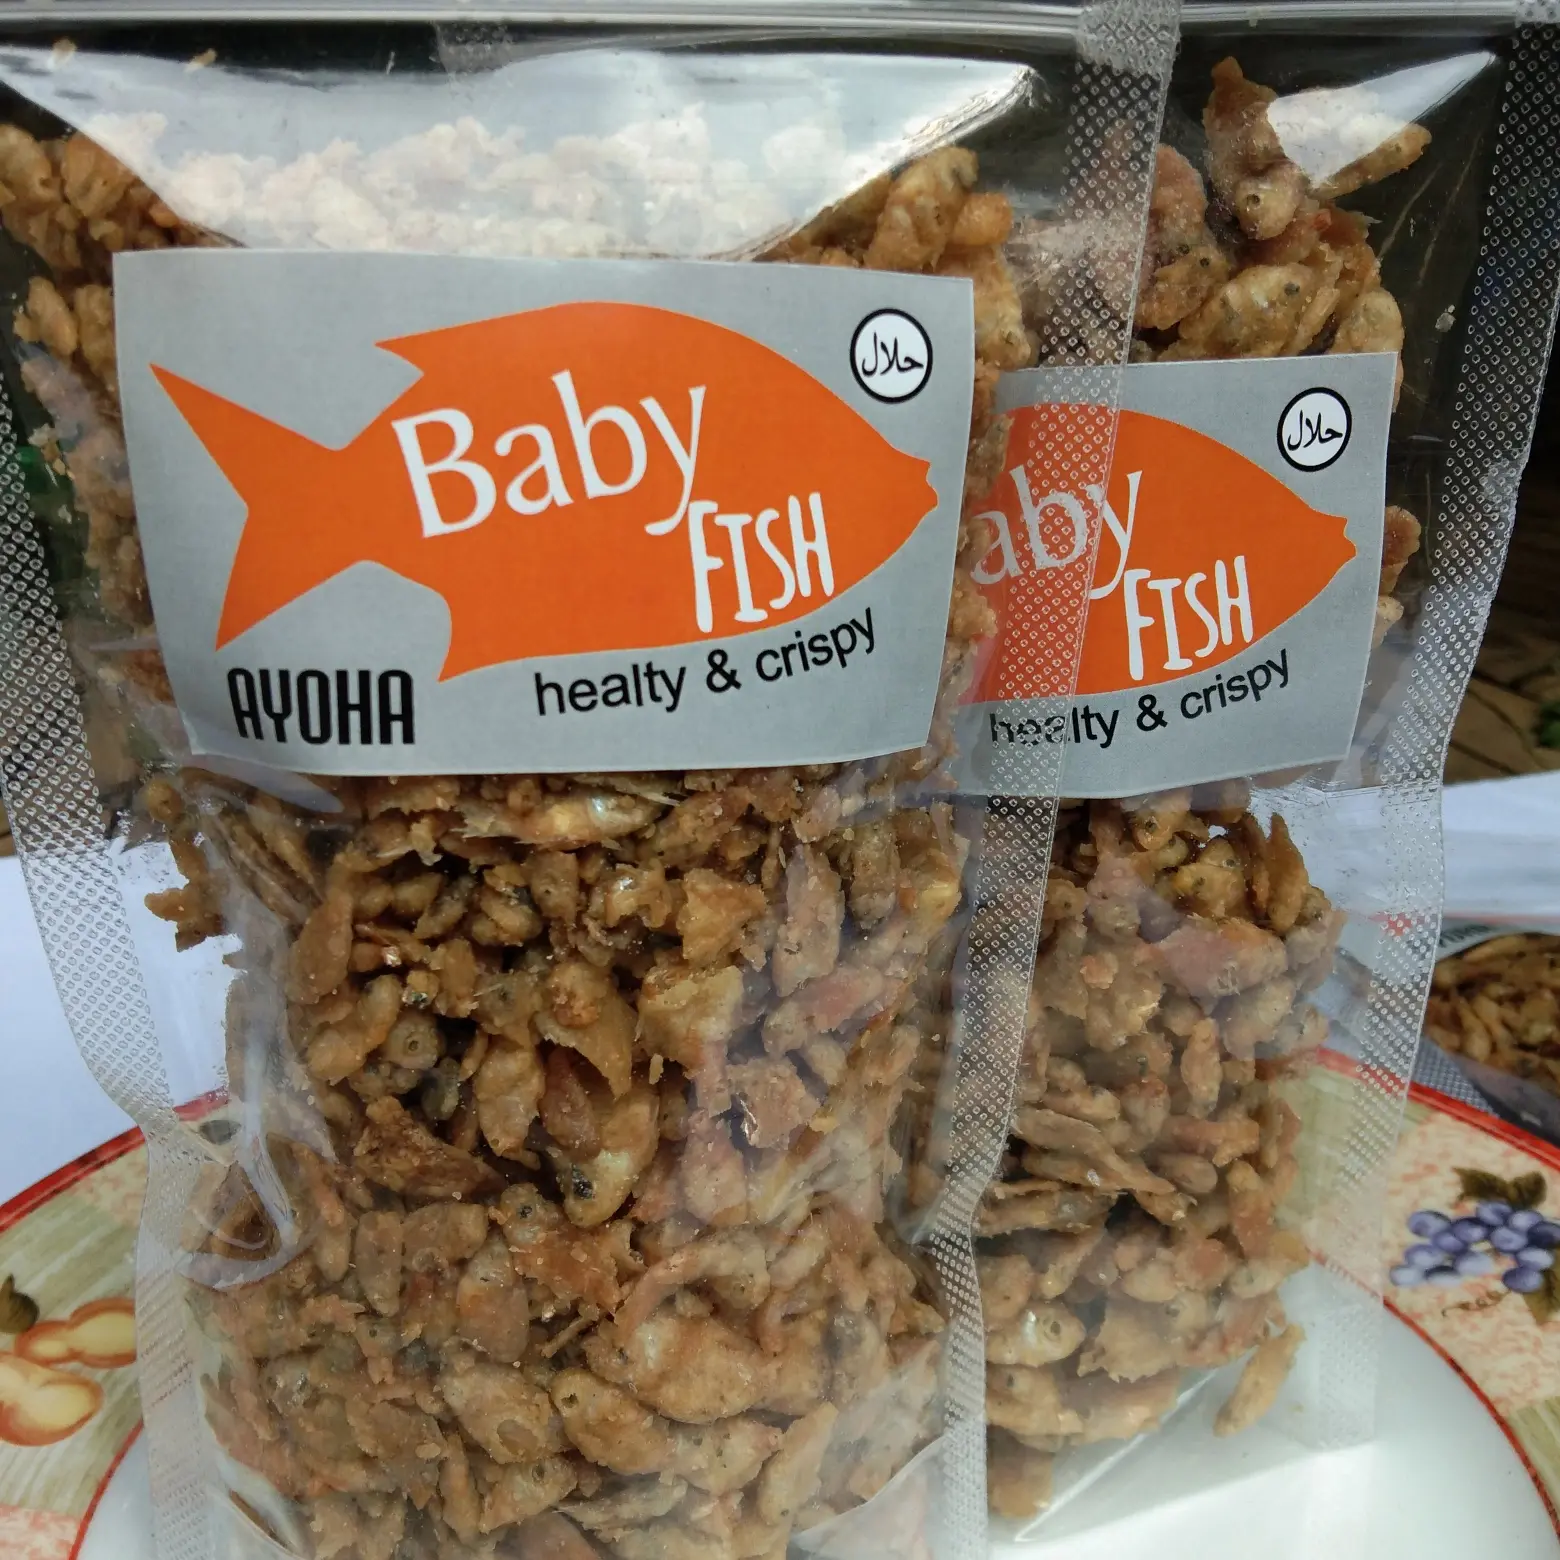 حلال
Baby
FISH
healty & crispy
AYOHA
حلال
aby
FISH
healty & crispy